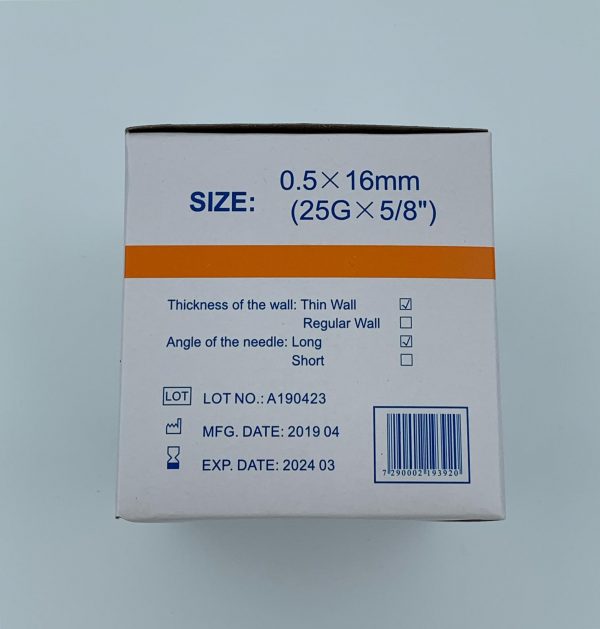 SIZE: 0.5×16mm
(25G×5/8")
Thickness of the wall: Thin Wall ☑
Regular Wall ☐
Angle of the needle: Long ☑
Short ☐
LOT LOT NO.: A190423
MFG. DATE: 2019 04
EXP. DATE: 2024 03
7 290002 193920